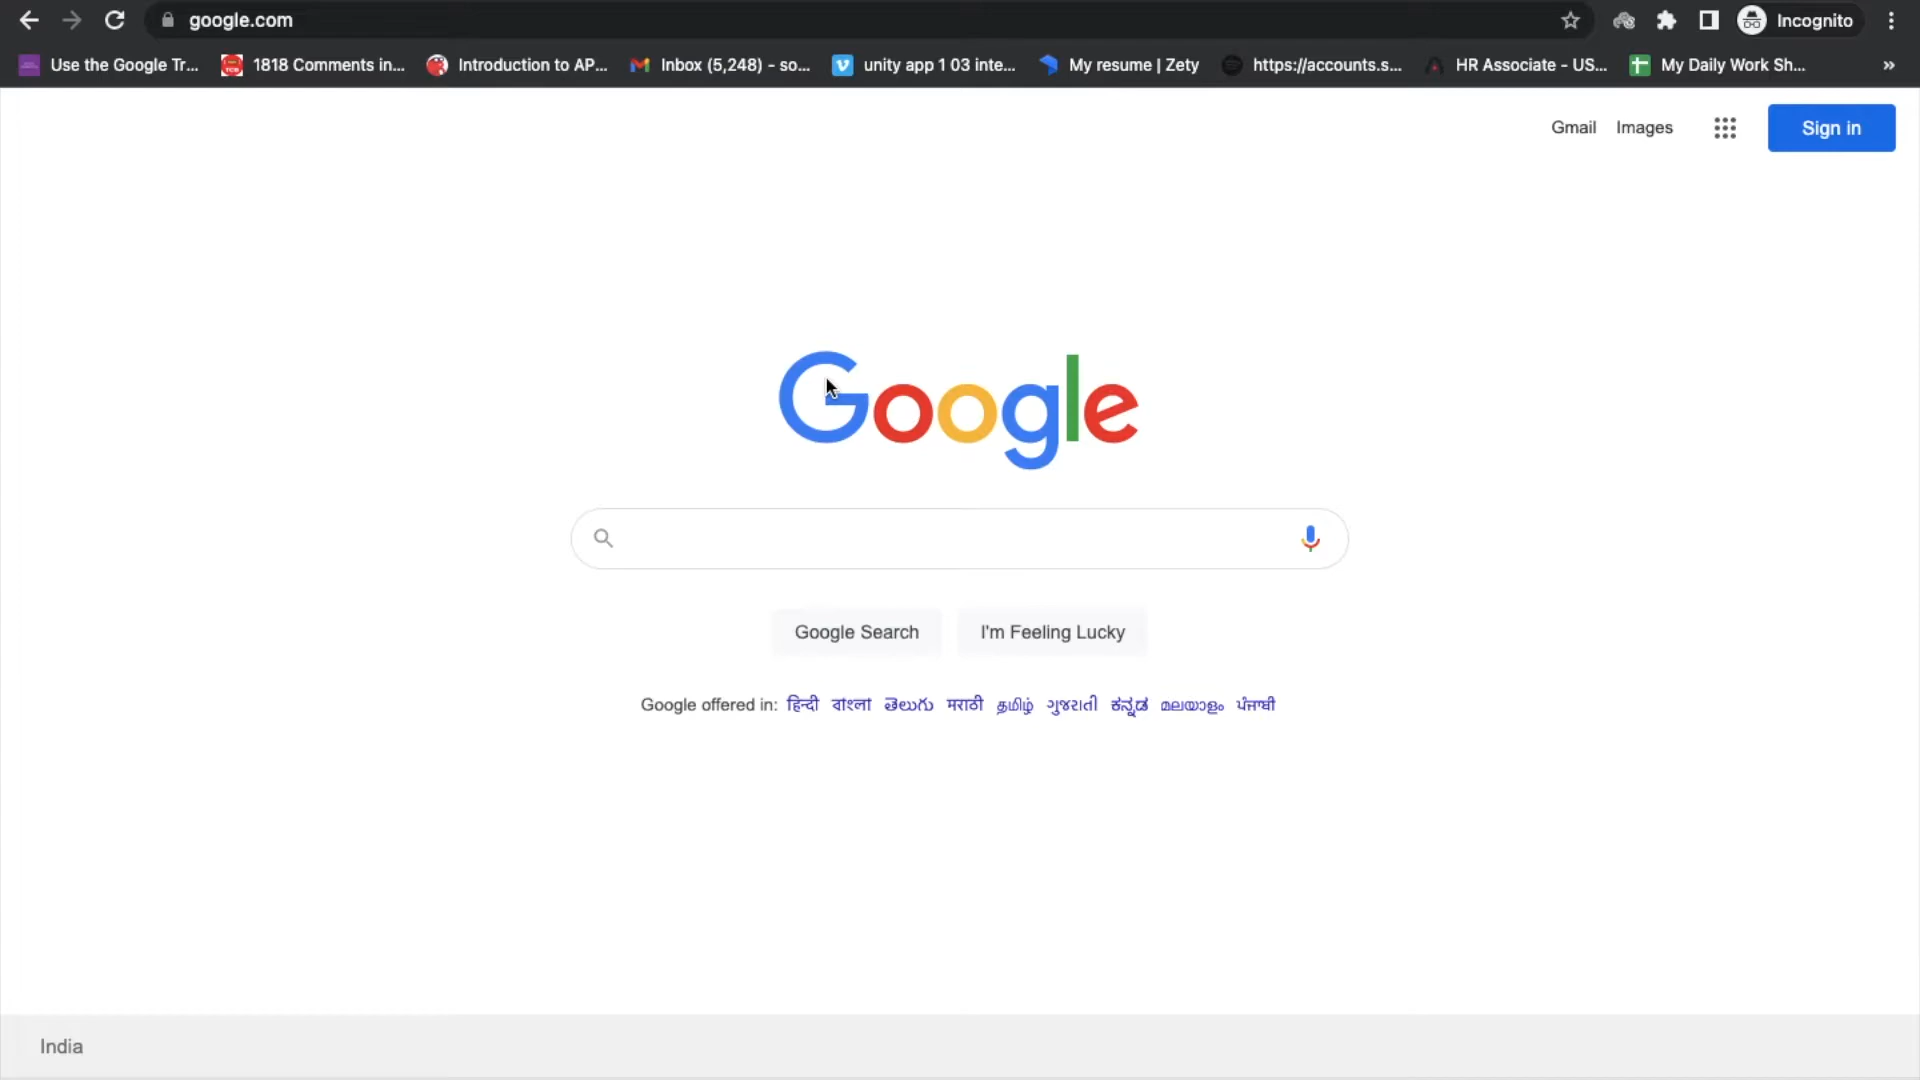 google.com
Incognito
Use the Google Tr... 1818 Comments in... Introduction to AP... Inbox (5,248) - so... unity app 1 03 inte... My resume | Zety https://accounts.s... HR Associate - US... My Daily Work Sh... »
Gmail Images Sign in
Google
Google Search I'm Feeling Lucky
Google offered in: हिन्दी বাংলা తెలుగు मराठी தமிழ் ગુજરાતી ಕನ್ನಡ മലയാളം ਪੰਜਾਬੀ
India